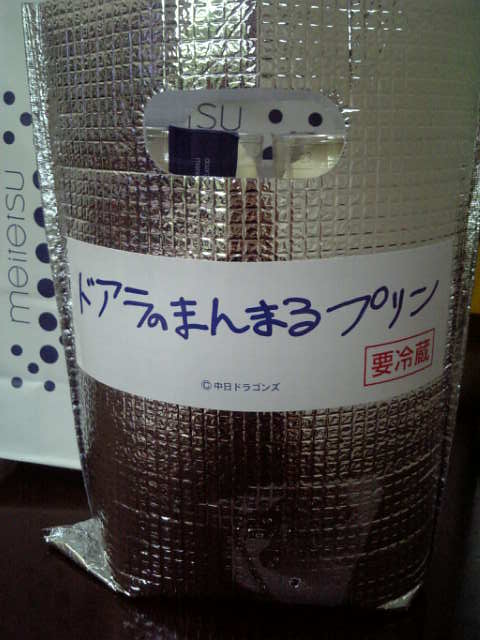 meiteTSU
TSU
ドアラのまんまるプリン
要冷蔵
©中日ドラゴンズ